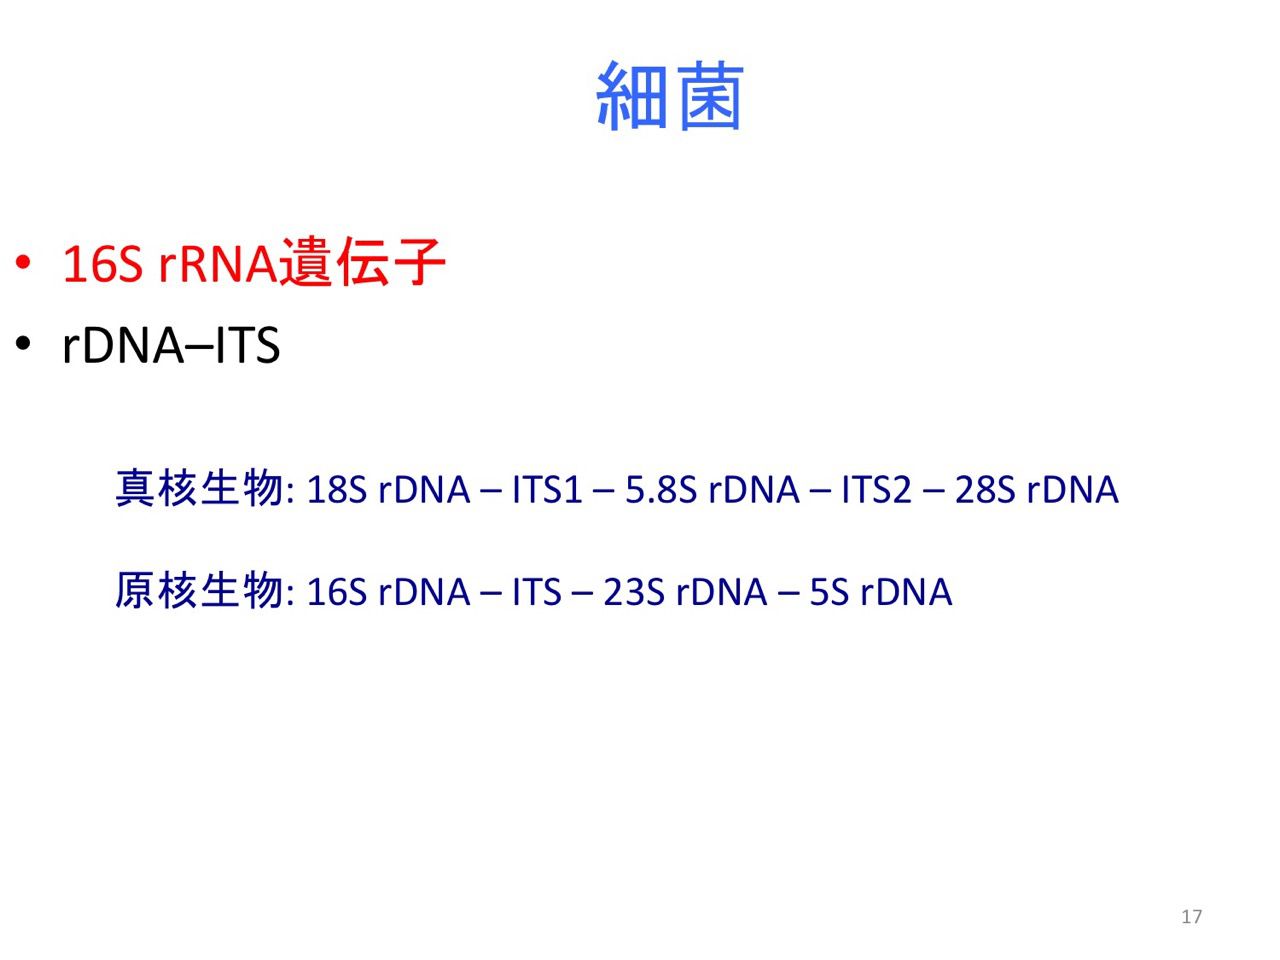 細菌
• 16S rRNA遺伝子
• rDNA–ITS
真核生物: 18S rDNA – ITS1 – 5.8S rDNA – ITS2 – 28S rDNA
原核生物: 16S rDNA – ITS – 23S rDNA – 5S rDNA
17